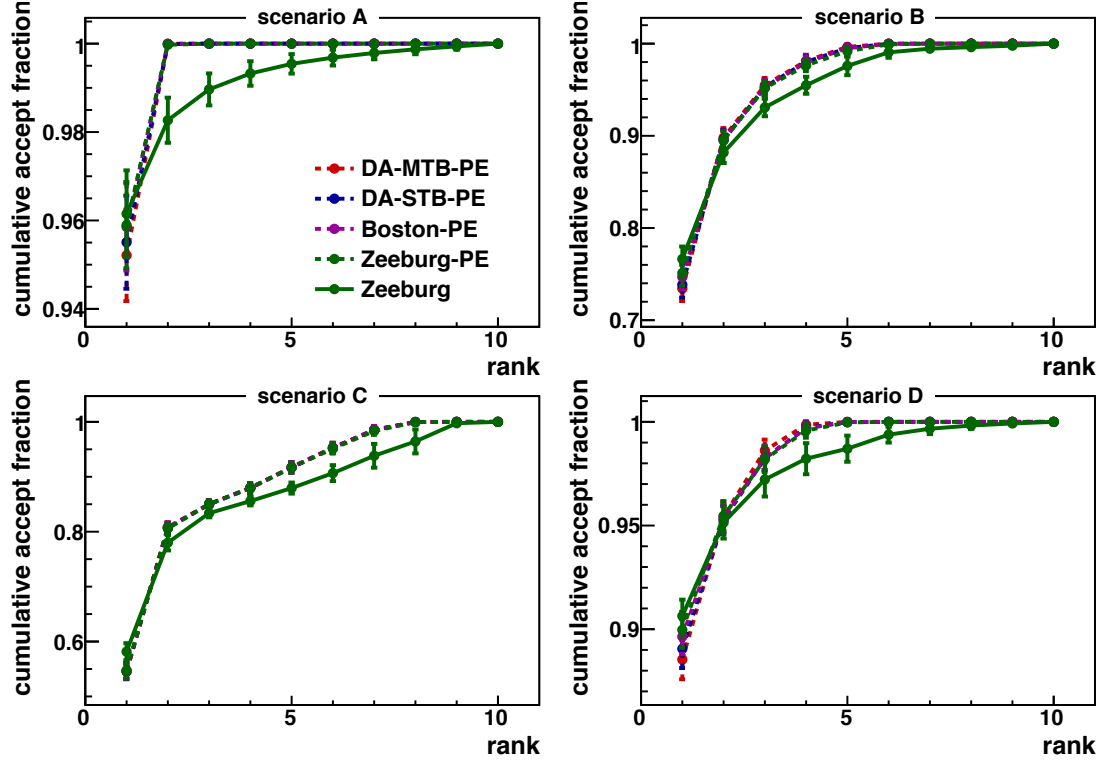 scenario A
cumulative accept fraction
1
0.98
0.96
0.94
DA-MTB-PE
DA-STB-PE
Boston-PE
Zeeburg-PE
Zeeburg
0 5 10
rank
scenario B
cumulative accept fraction
1
0.9
0.8
0.7
0 5 10
rank
scenario C
cumulative accept fraction
1
0.8
0.6
0 5 10
rank
scenario D
cumulative accept fraction
1
0.95
0.9
0 5 10
rank